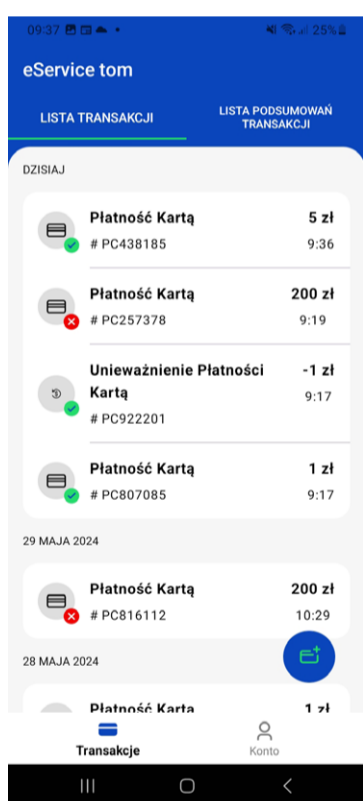 09:37
25%
eService tom
LISTA TRANSAKCJI
LISTA PODSUMOWAŃ
TRANSAKCJI
DZISIAJ
Płatność Kartą 5 zł
# PC438185 9:36
Płatność Kartą 200 zł
# PC257378 9:19
Unieważnienie Płatności -1 zł
Kartą 9:17
# PC922201
Płatność Kartą 1 zł
# PC807085 9:17
29 MAJA 2024
Płatność Kartą 200 zł
# PC816112 10:29
28 MAJA 2024
Płatność Kartą 1 zł
Transakcje
Konto